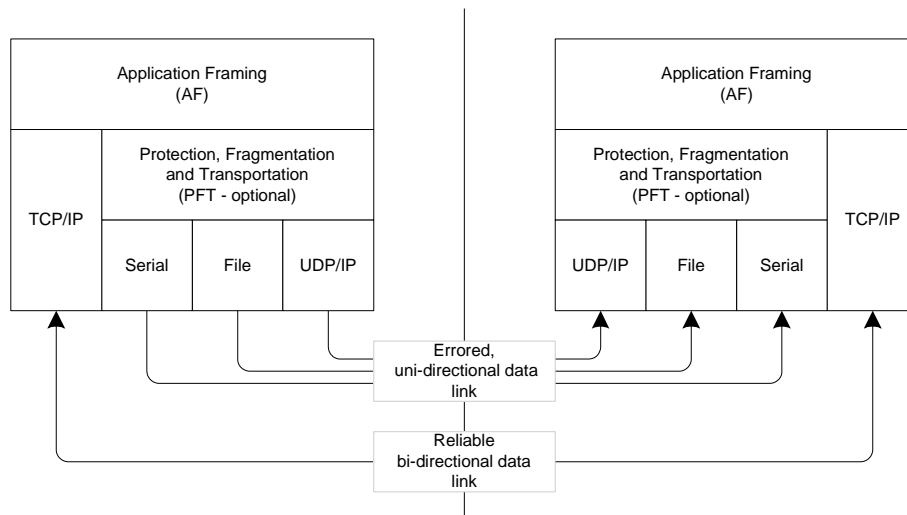 Application Framing
(AF)
Protection, Fragmentation
and Transportation
(PFT - optional)
TCP/IP
Serial
File
UDP/IP
Application Framing
(AF)
Protection, Fragmentation
and Transportation
(PFT - optional)
TCP/IP
UDP/IP
File
Serial
Errored,
uni-directional data
link
Reliable
bi-directional data
link